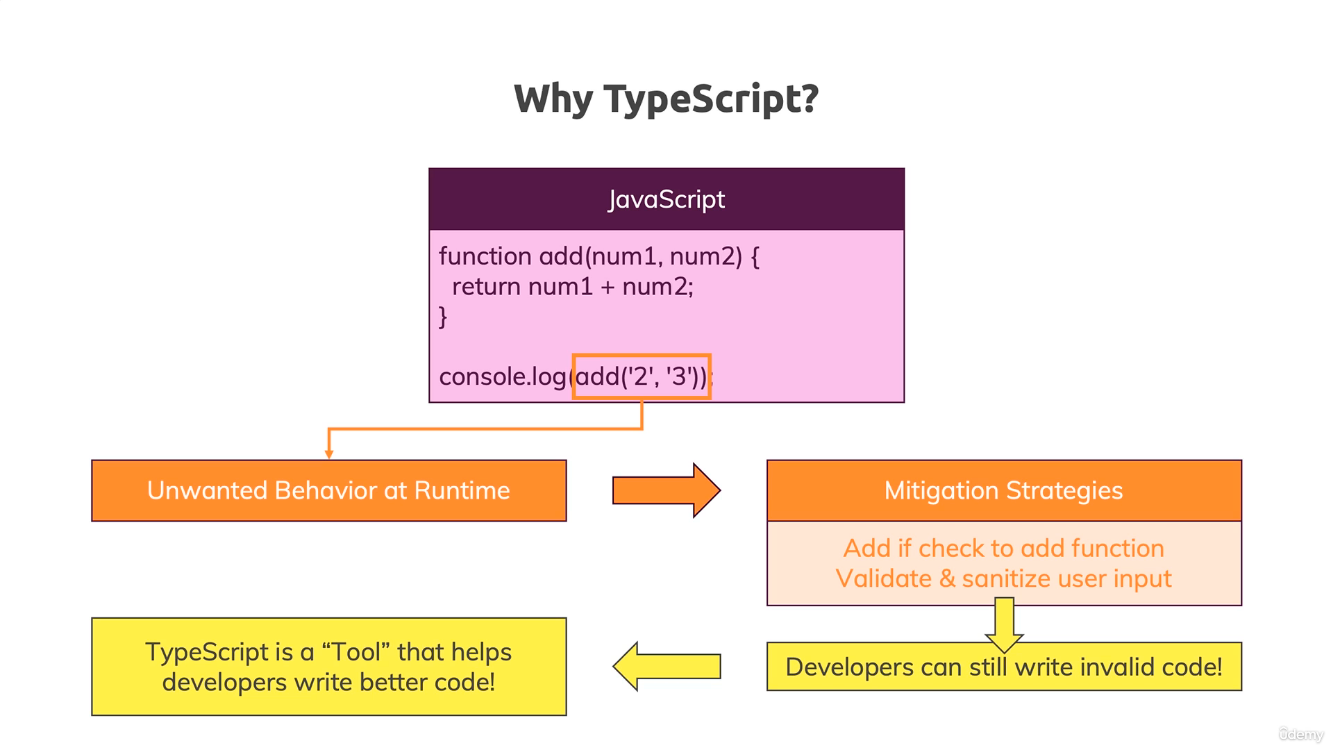 Why TypeScript?
JavaScript
function add(num1, num2) {
  return num1 + num2;
}
console.log(add('2', '3'));
Unwanted Behavior at Runtime
Mitigation Strategies
Add if check to add function
Validate & sanitize user input
Developers can still write invalid code!
TypeScript is a “Tool” that helps
developers write better code!
ûdemy